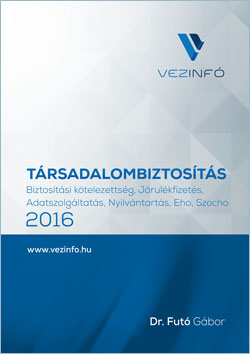 VEZINFÓ
TÁRSADALOMBIZTOSÍTÁS
Biztosítási kötelezettség, Járulékfizetés,
Adatszolgáltatás, Nyilvántartás, Eho, Szocho
2016
www.vezinfo.hu
Dr. Futó Gábor